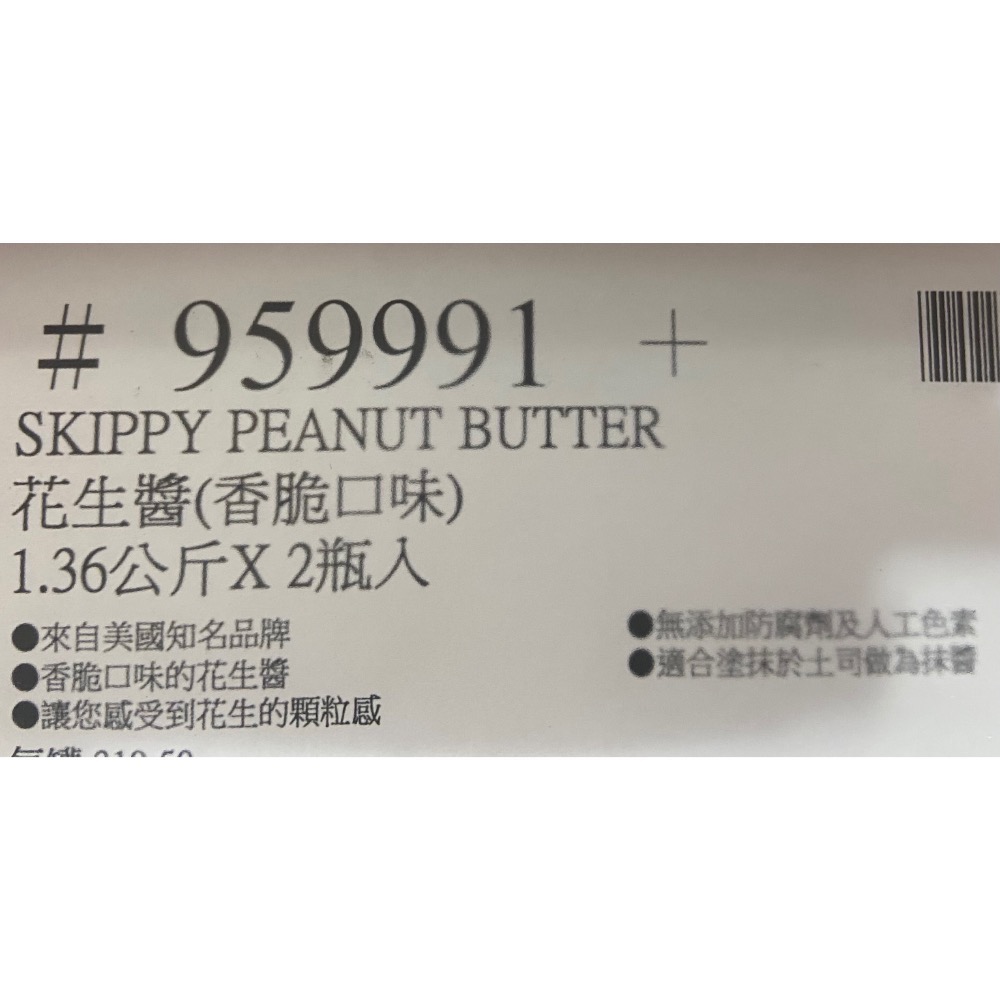 # 959991 +
SKIPPY PEANUT BUTTER
花生醬(香脆口味)
1.36公斤X 2瓶入
●來自美國知名品牌
●香脆口味的花生醬
●讓您感受到花生的顆粒感
●無添加防腐劑及人工色素
●適合塗抹於土司做為抹醬